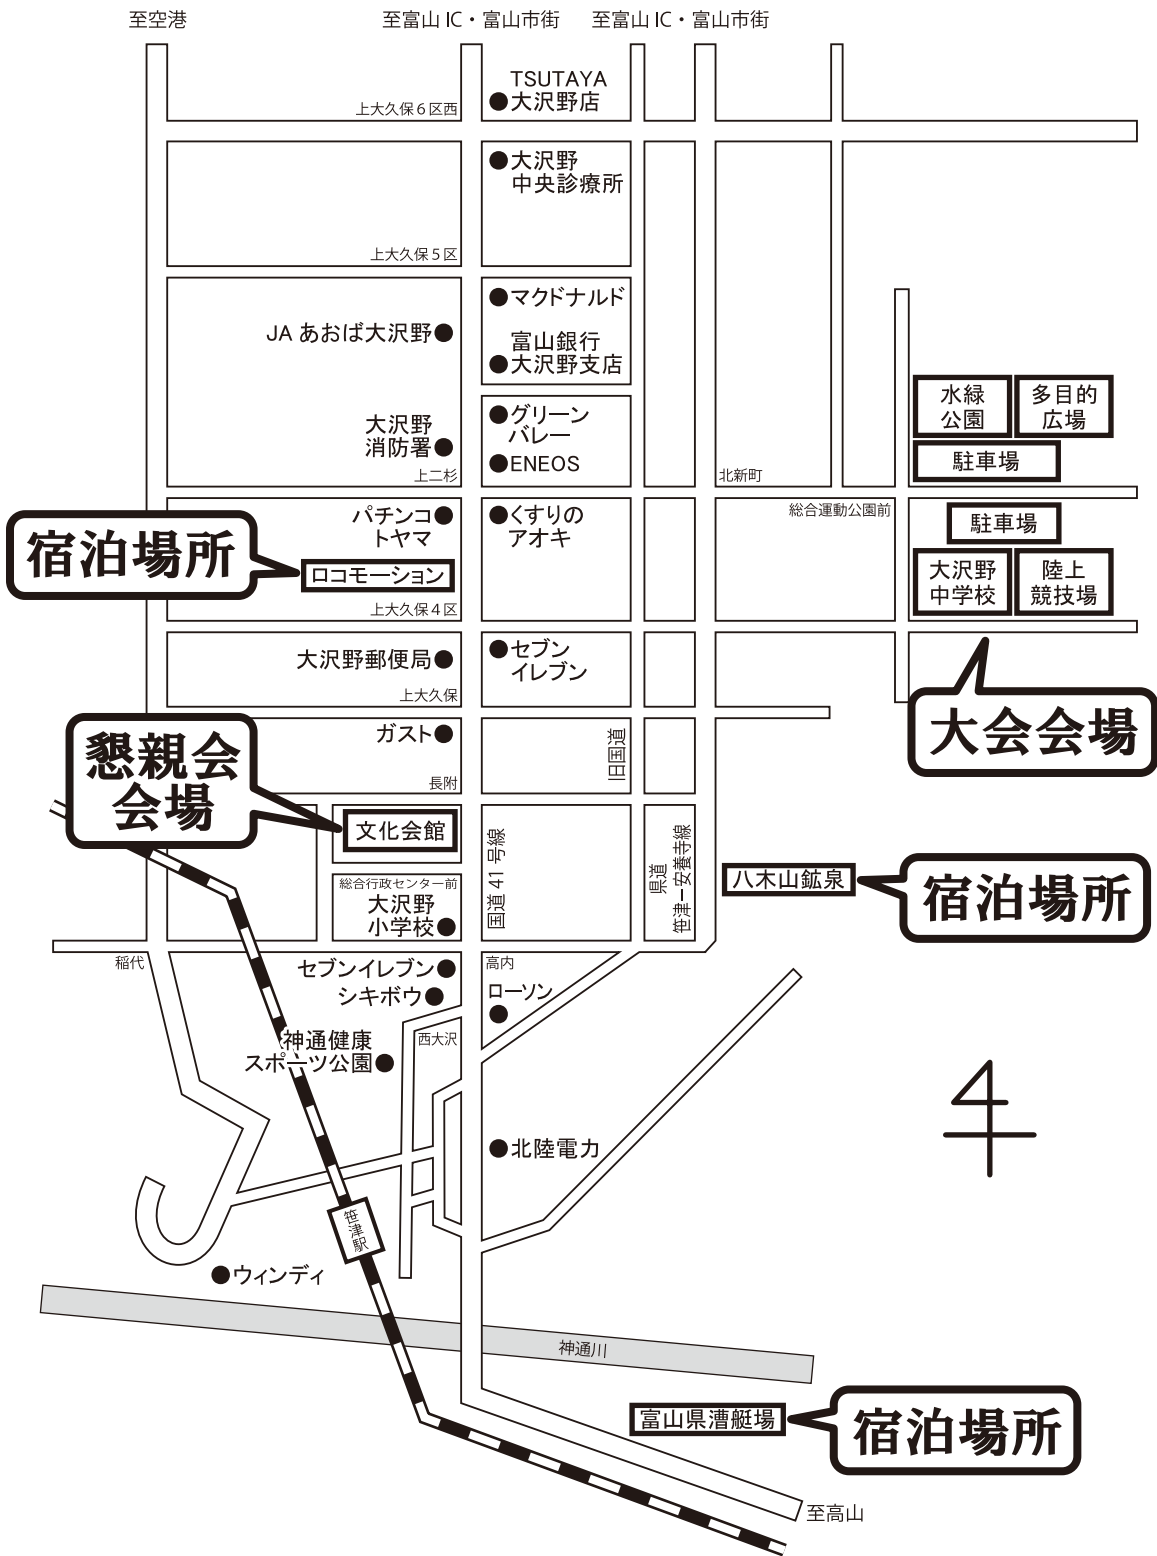 至空港
至富山 IC・富山市街
至富山 IC・富山市街
TSUTAYA
大沢野店
上大久保６区西
大沢野
中央診療所
上大久保５区
マクドナルド
JA あおば大沢野
富山銀行
大沢野支店
水緑
公園
多目的
広場
グリーン
バレー
大沢野
消防署
駐車場
ENEOS
上二杉
北新町
総合運動公園前
パチンコ
トヤマ
くすりの
アオキ
駐車場
宿泊場所
ロコモーション
大沢野
中学校
陸上
競技場
上大久保４区
大沢野郵便局
セブン
イレブン
上大久保
大会会場
ガスト
旧国道
懇親会
会場
長附
文化会館
国道 41 号線
県道
笹津ー安養寺線
八木山鉱泉
宿泊場所
総合行政センター前
大沢野
小学校
稲代
セブンイレブン
高内
シキボウ
ローソン
神通健康
スポーツ公園
西大沢
北陸電力
笹津駅
ウィンディ
神通川
富山県漕艇場
宿泊場所
至高山